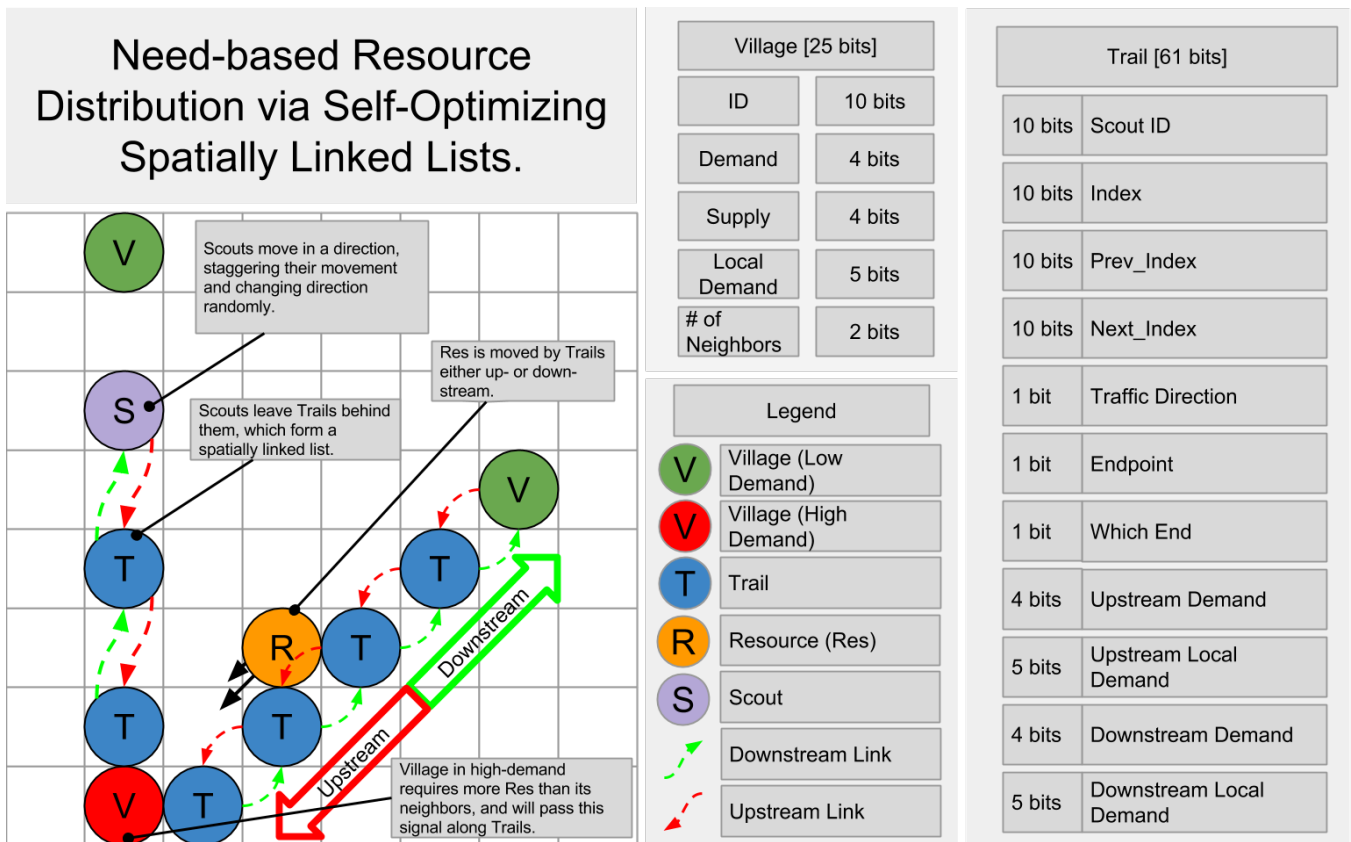 Need-based Resource
Distribution via Self-Optimizing
Spatially Linked Lists.
V
Scouts move in a direction,
staggering their movement
and changing direction
randomly.
Res is moved by Trails
either up- or down-
stream.
S
Scouts leave Trails behind
them, which form a
spatially linked list.
V
T
T
R
T
Downstream
T
T
Upstream
Village in high-demand
requires more Res than its
neighbors, and will pass this
signal along Trails.
V
T
Village [25 bits]
ID
10 bits
Demand
4 bits
Supply
4 bits
Local
Demand
5 bits
# of
Neighbors
2 bits
Legend
V
Village (Low
Demand)
V
Village (High
Demand)
T
Trail
R
Resource (Res)
S
Scout
Downstream Link
Upstream Link
Trail [61 bits]
10 bits
Scout ID
10 bits
Index
10 bits
Prev_Index
10 bits
Next_Index
1 bit
Traffic Direction
1 bit
Endpoint
1 bit
Which End
4 bits
Upstream Demand
5 bits
Upstream Local
Demand
4 bits
Downstream Demand
5 bits
Downstream Local
Demand